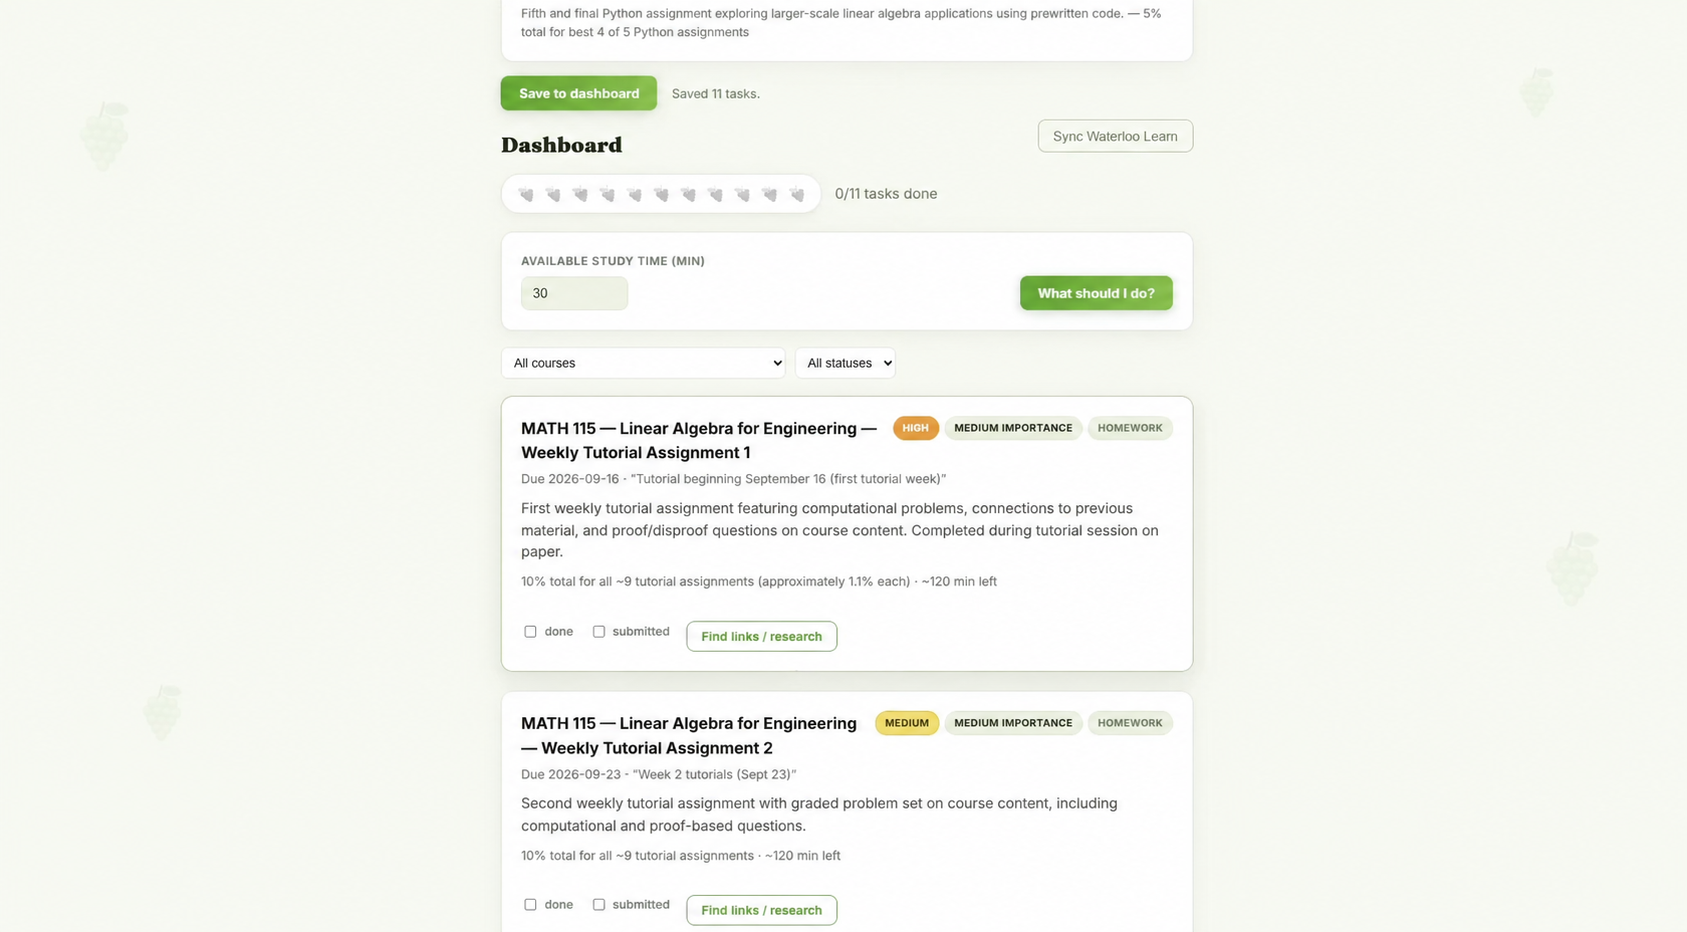 Fifth and final Python assignment exploring larger-scale linear algebra applications using prewritten code. — 5%
total for best 4 of 5 Python assignments
Save to dashboard
Saved 11 tasks.
Dashboard
Sync Waterloo Learn
0/11 tasks done
AVAILABLE STUDY TIME (MIN)
30
What should I do?
All courses
All statuses
MATH 115 — Linear Algebra for Engineering —
Weekly Tutorial Assignment 1
HIGH
MEDIUM IMPORTANCE
HOMEWORK
Due 2026-09-16 · "Tutorial beginning September 16 (first tutorial week)"
First weekly tutorial assignment featuring computational problems, connections to previous
material, and proof/disproof questions on course content. Completed during tutorial session on
paper.
10% total for all ~9 tutorial assignments (approximately 1.1% each) · ~120 min left
done
submitted
Find links / research
MATH 115 — Linear Algebra for Engineering
— Weekly Tutorial Assignment 2
MEDIUM
MEDIUM IMPORTANCE
HOMEWORK
Due 2026-09-23 · "Week 2 tutorials (Sept 23)"
Second weekly tutorial assignment with graded problem set on course content, including
computational and proof-based questions.
10% total for all ~9 tutorial assignments · ~120 min left
done
submitted
Find links / research